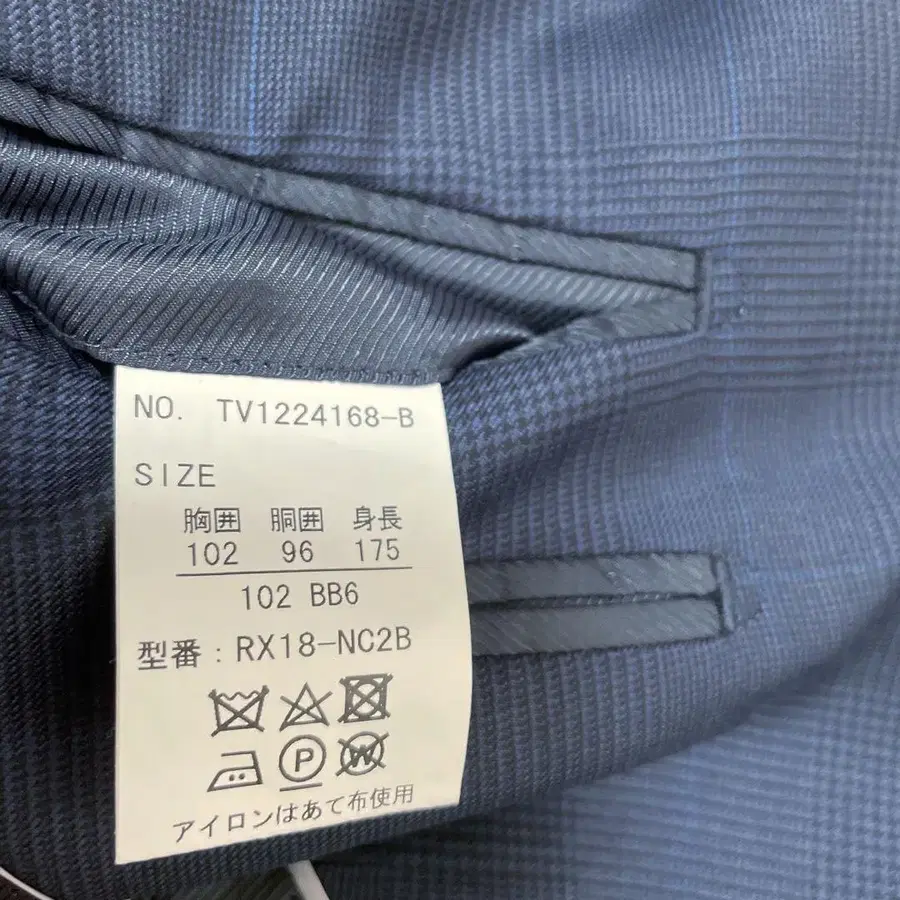 NO. TV1224168-B
SIZE
胸囲 胴囲 身長
102 96 175
102 BB6
型番:RX18-NC2B
P W
アイロンはあて布使用